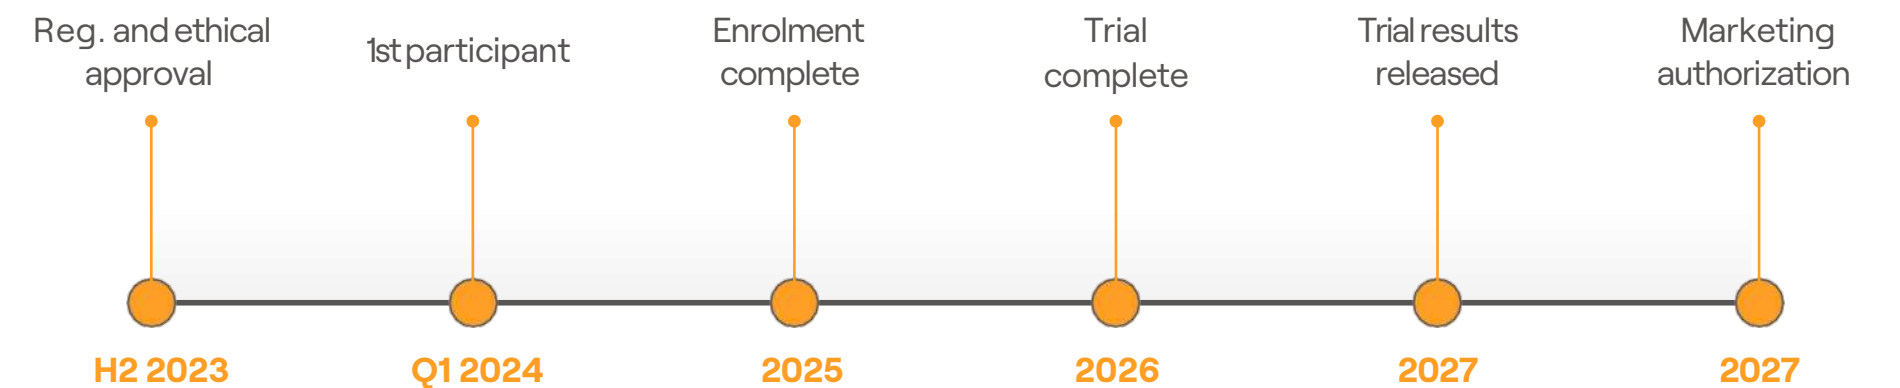 Reg. and ethical
approval
1st participant
Enrolment
complete
Trial
complete
Trial results
released
Marketing
authorization
H2 2023
Q1 2024
2025
2026
2027
2027